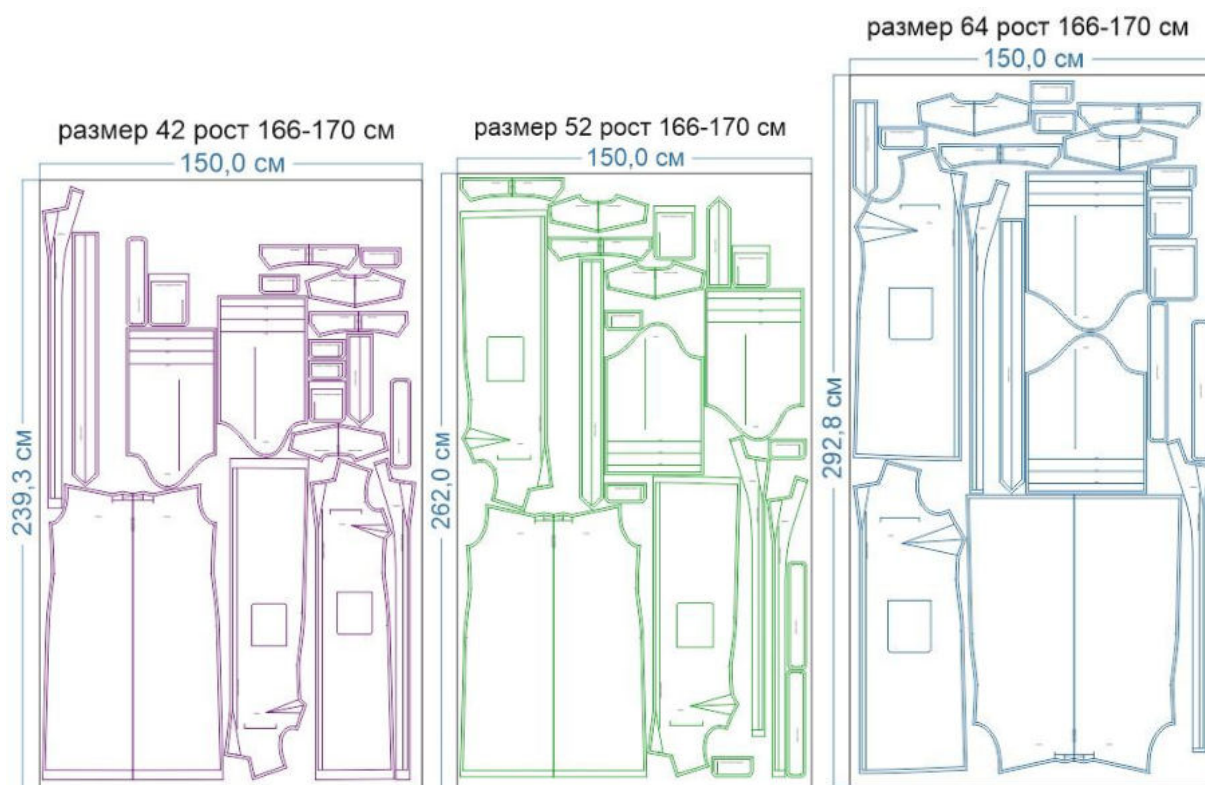 размер 42 рост 166-170 см
150,0 см
239,3 см
размер 52 рост 166-170 см
150,0 см
262,0 см
размер 64 рост 166-170 см
150,0 см
292,8 см